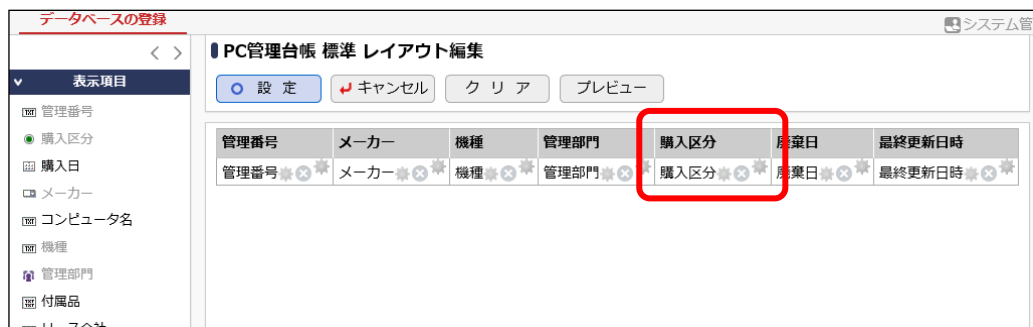 データベースの登録
システム管
表示項目
管理番号
購入区分
購入日
メーカー
コンピュータ名
機種
管理部門
付属品
PC管理台帳 標準 レイアウト編集
設 定 キャンセル ク リ ア プレビュー
管理番号 メーカー 機種 管理部門 購入区分 廃棄日 最終更新日時
管理番号 メーカー 機種 管理部門 購入区分 廃棄日 最終更新日時